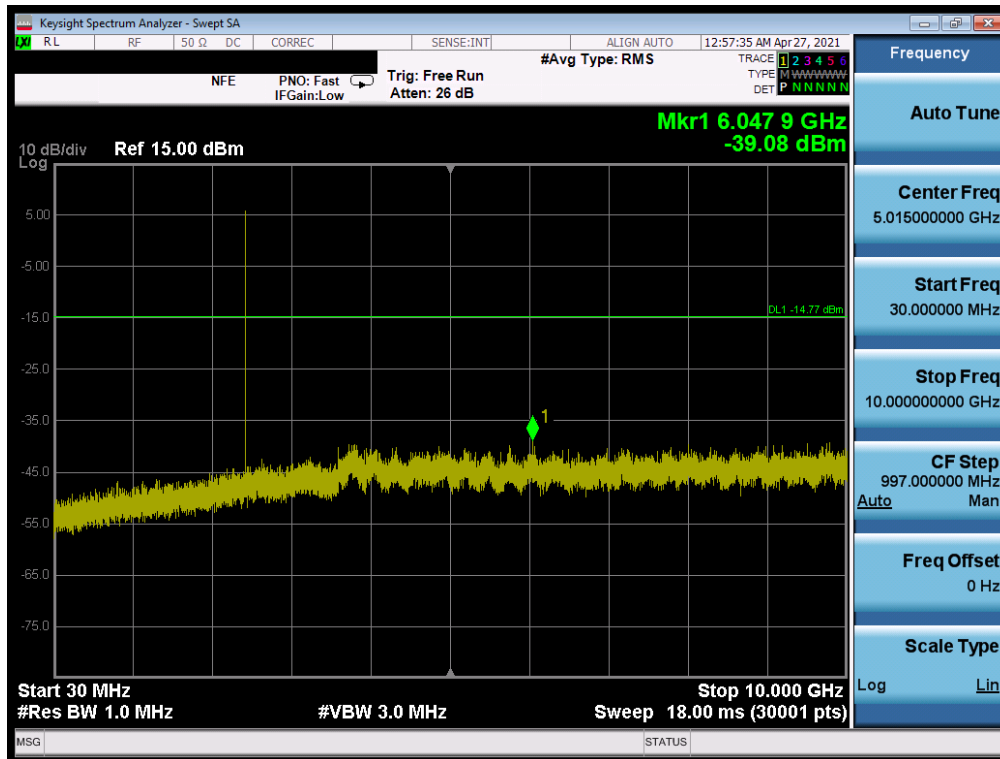 Keysight Spectrum Analyzer - Swept SA
LXI RL RF 50 Ω DC CORREC SENSE:INT ALIGN AUTO 12:57:35 AM Apr 27, 2021
#Avg Type: RMS TRACE 1 2 3 4 5 6
NFE PNO: Fast Trig: Free Run TYPE M WWWWW
IFGain:Low Atten: 26 dB DET P N N N N N
Mkr1 6.047 9 GHz
-39.08 dBm
10 dB/div Ref 15.00 dBm
Log
5.00
-5.00
-15.0
DL1 -14.77 dBm
-25.0
-35.0
1
-45.0
-55.0
-65.0
-75.0
Start 30 MHz Stop 10.000 GHz
#Res BW 1.0 MHz #VBW 3.0 MHz Sweep 18.00 ms (30001 pts)
MSG STATUS
Frequency
Auto Tune
Center Freq
5.015000000 GHz
Start Freq
30.000000 MHz
Stop Freq
10.000000000 GHz
CF Step
997.000000 MHz
Auto Man
Freq Offset
0 Hz
Scale Type
Log Lin